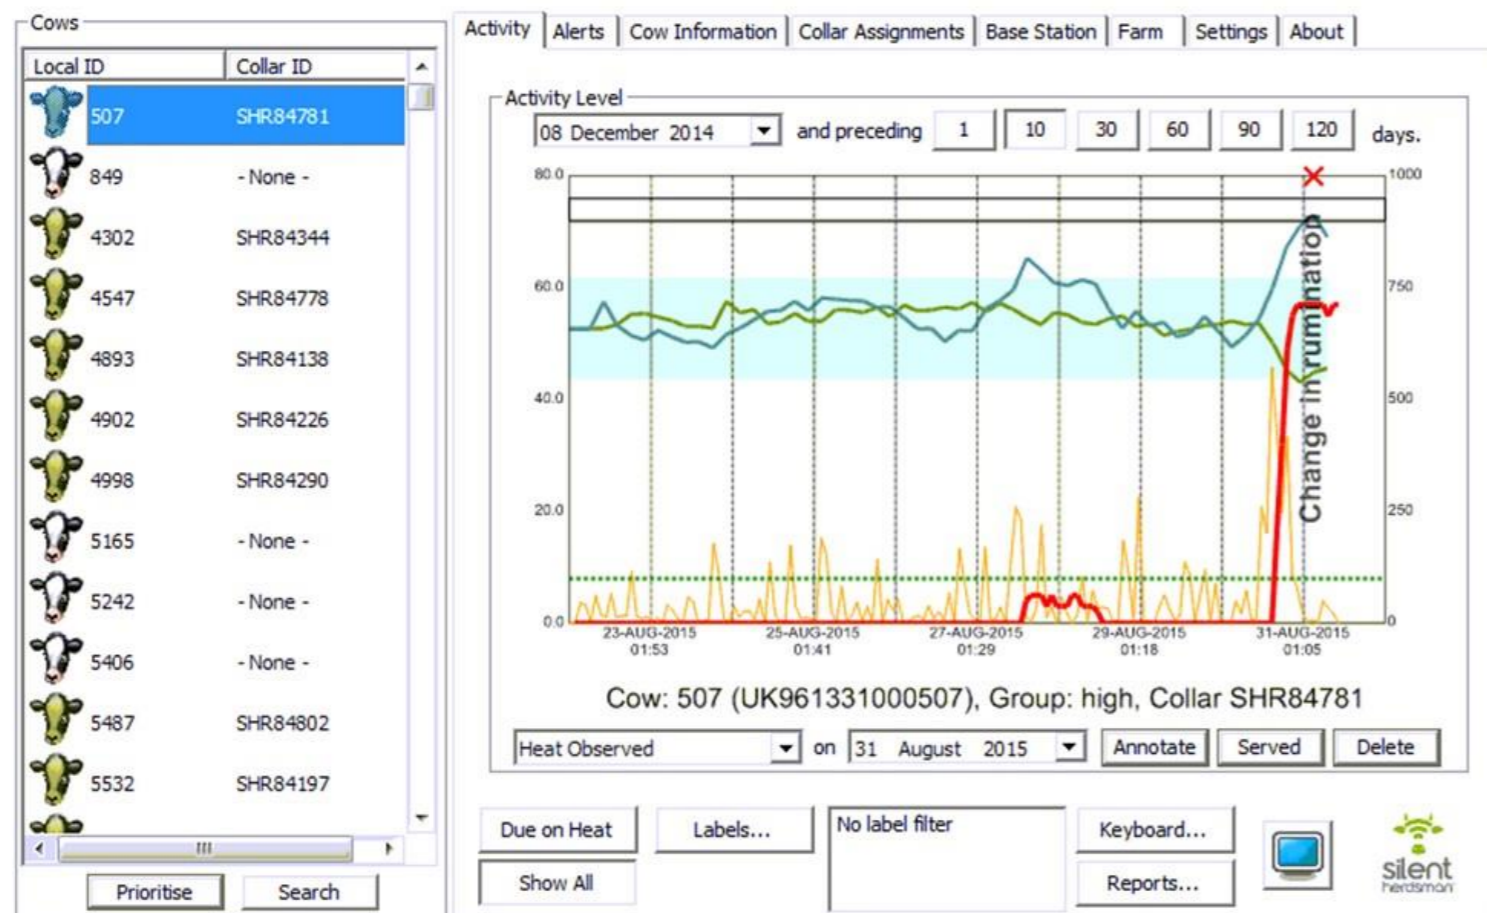 Cows
Local ID Collar ID
507 SHR84781
849 - None -
4302 SHR84344
4547 SHR84778
4893 SHR84138
4902 SHR84226
4998 SHR84290
5165 - None -
5242 - None -
5406 - None -
5487 SHR84802
5532 SHR84197
Prioritise Search
Activity Alerts Cow Information Collar Assignments Base Station Farm Settings About
Activity Level
08 December 2014 and preceding 1 10 30 60 90 120 days.
80.0 1000
60.0 750
40.0 500
20.0 250
0.0 0
Change in rumination
23-AUG-2015 25-AUG-2015 27-AUG-2015 29-AUG-2015 31-AUG-2015
01:53 01:41 01:29 01:18 01:05
Cow: 507 (UK961331000507), Group: high, Collar SHR84781
Heat Observed on 31 August 2015 Annotate Served Delete
Due on Heat Labels... No label filter Keyboard...
Show All Reports...
silent
herdsman